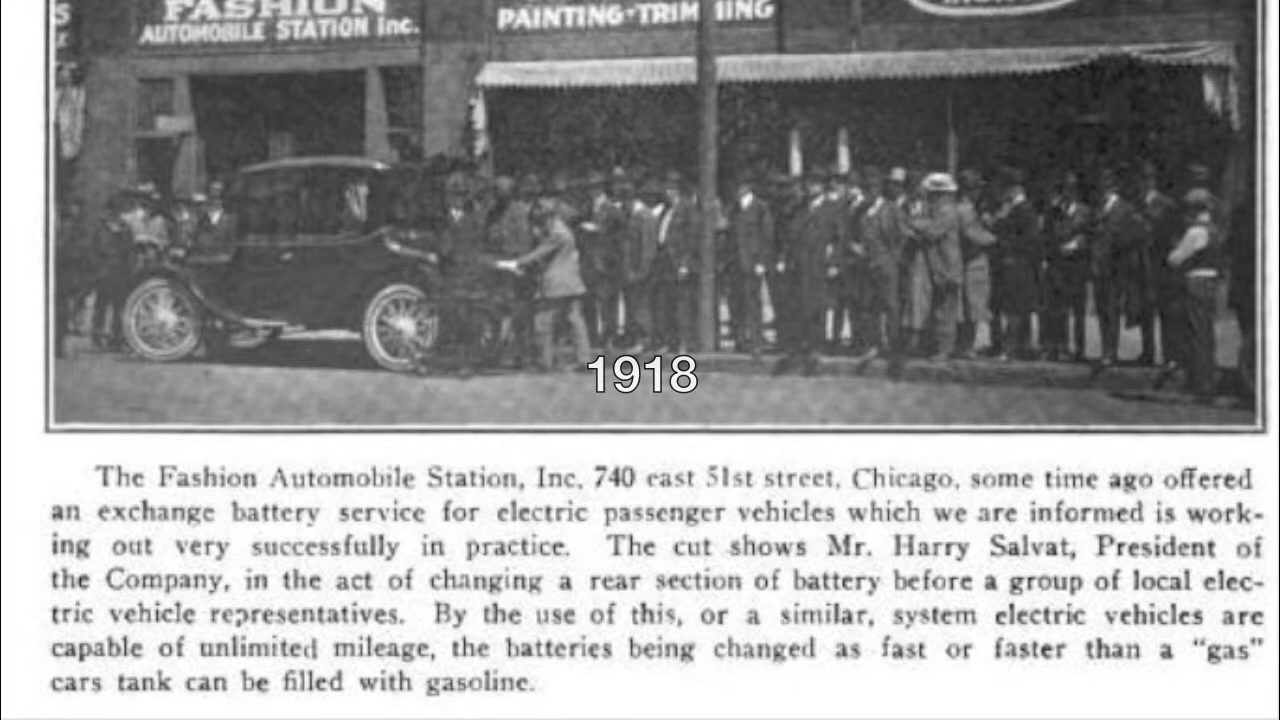 FASHION
AUTOMOBILE STATION Inc.
PAINTING-TRIM ING
1918
The Fashion Automobile Station, Inc, 740 east 51st street, Chicago, some time ago offered
an exchange battery service for electric passenger vehicles which we are informed is work-
ing out very successfully in practice. The cut shows Mr. Harry Salvat, President of
the Company, in the act of changing a rear section of battery before a group of local elec-
tric vehicle representatives. By the use of this, or a similar, system electric vehicles are
capable of unlimited mileage, the batteries being changed as fast or faster than a "gas"
cars tank can be filled with gasoline.